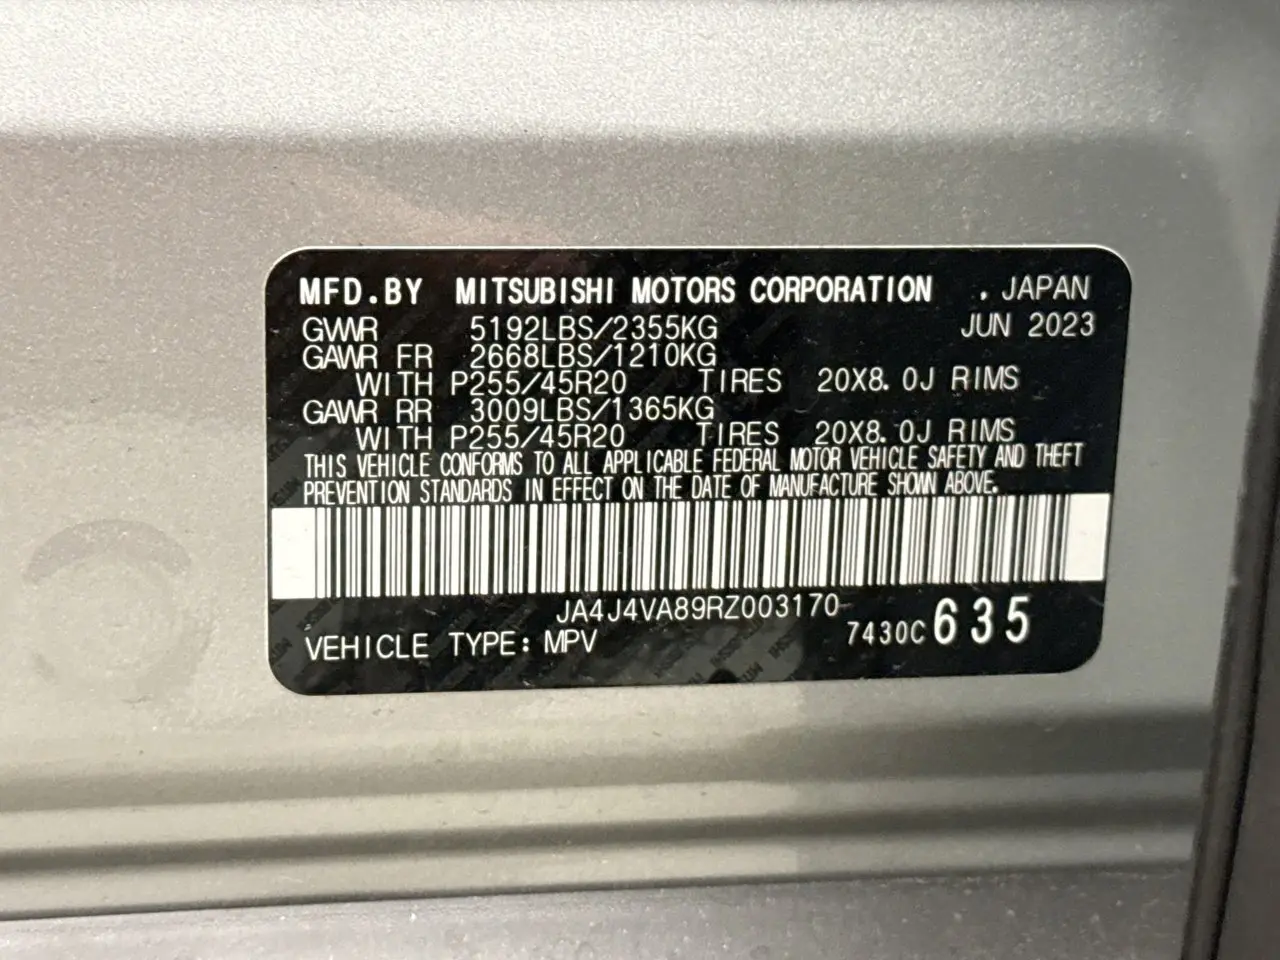 MFD.BY MITSUBISHI MOTORS CORPORATION . JAPAN
GVWR 5192LBS/2355KG JUN 2023
GAWR FR 2668LBS/1210KG
WITH P255/45R20 TIRES 20X8.0J RIMS
GAWR RR 3009LBS/1365KG
WITH P255/45R20 TIRES 20X8.0J RIMS
THIS VEHICLE CONFORMS TO ALL APPLICABLE FEDERAL MOTOR VEHICLE SAFETY AND THEFT
PREVENTION STANDARDS IN EFFECT ON THE DATE OF MANUFACTURE SHOWN ABOVE.
JA4J4VA89RZ003170
VEHICLE TYPE: MPV 7430C 635